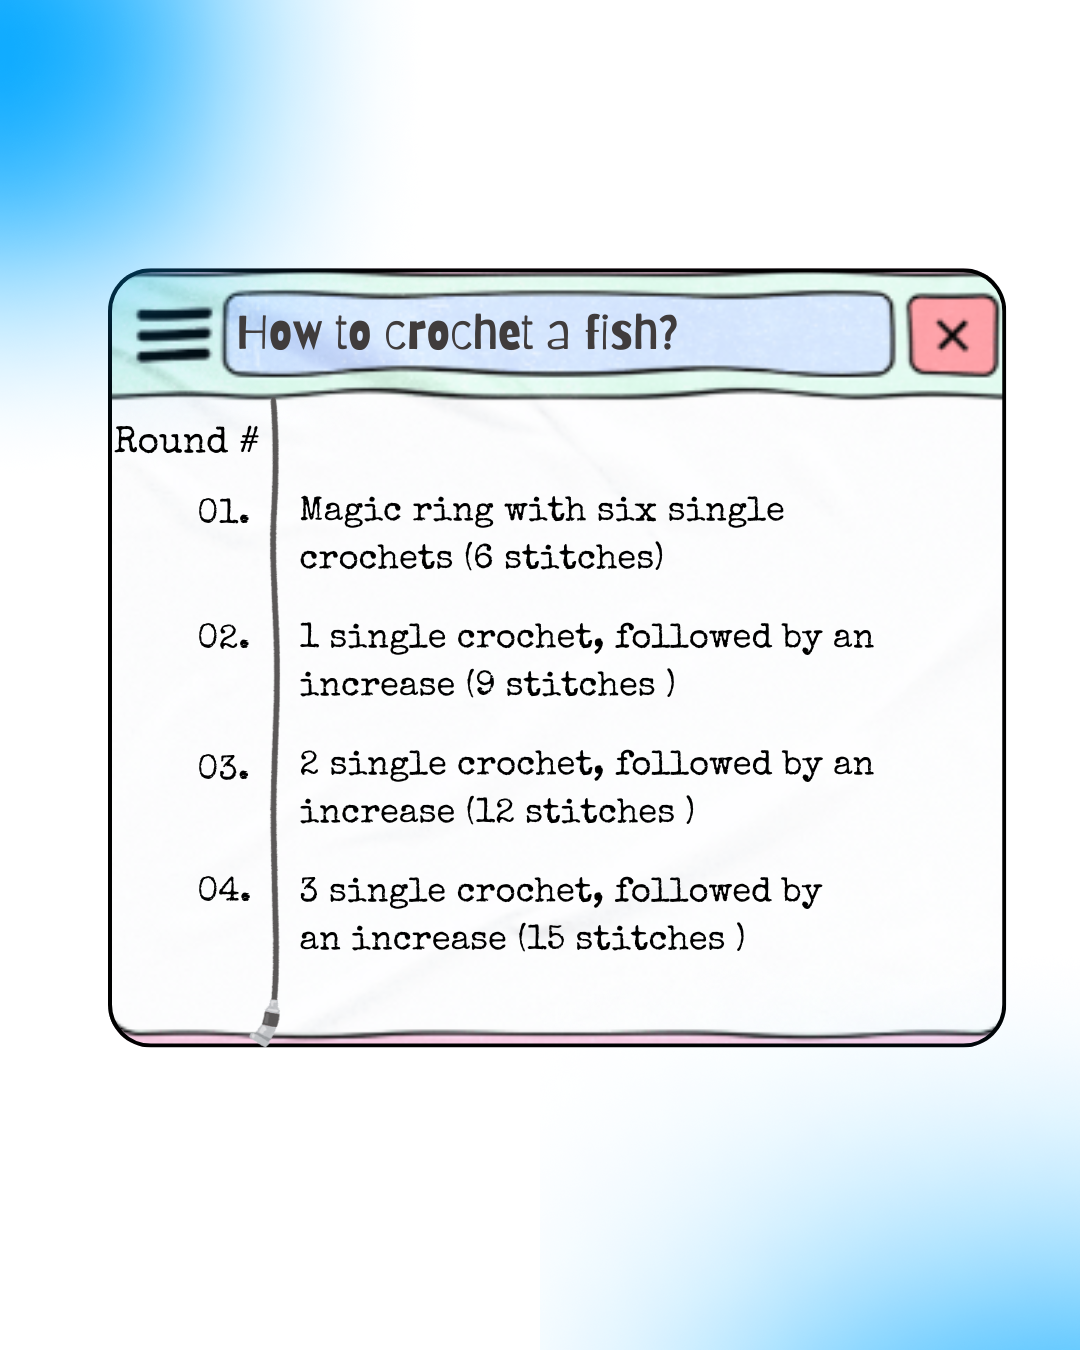 How to crochet a fish?
Round #
01.
Magic ring with six single
crochets (6 stitches)
02.
1 single crochet, followed by an
increase (9 stitches )
03.
2 single crochet, followed by an
increase (12 stitches )
04.
3 single crochet, followed by
an increase (15 stitches )